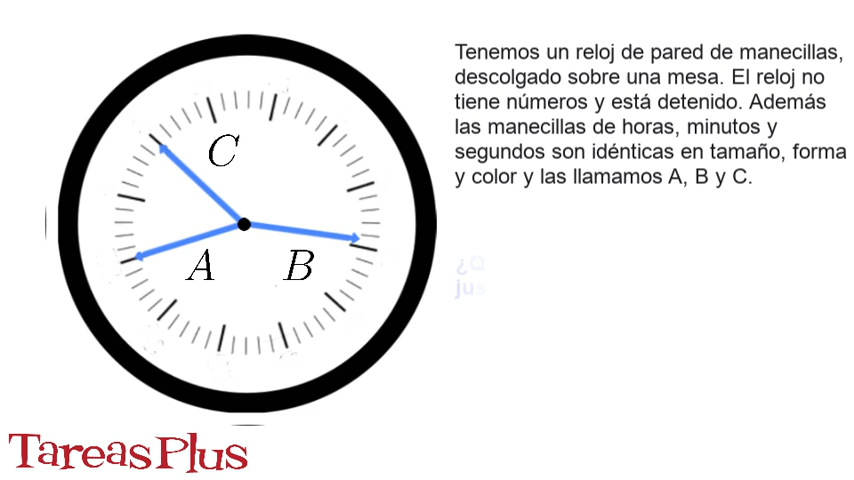 Tenemos un reloj de pared de manecillas,
descolgado sobre una mesa. El reloj no
tiene números y está detenido. Además
las manecillas de horas, minutos y
segundos son idénticas en tamaño, forma
y color y las llamamos A, B y C.
C
A
B
¿Q
jus
TareasPlus